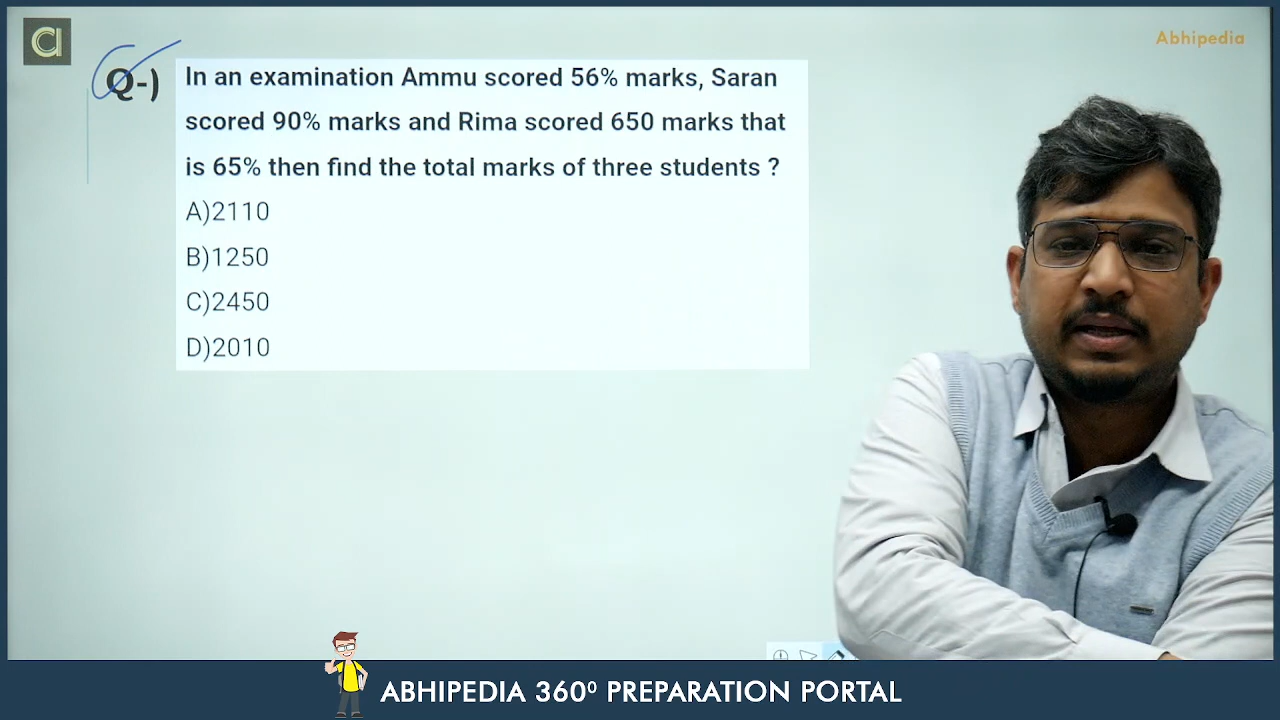 Abhipedia
Q-)
In an examination Ammu scored 56% marks, Saran
scored 90% marks and Rima scored 650 marks that
is 65% then find the total marks of three students ?
A)2110
B)1250
C)2450
D)2010
ABHIPEDIA 360⁰ PREPARATION PORTAL